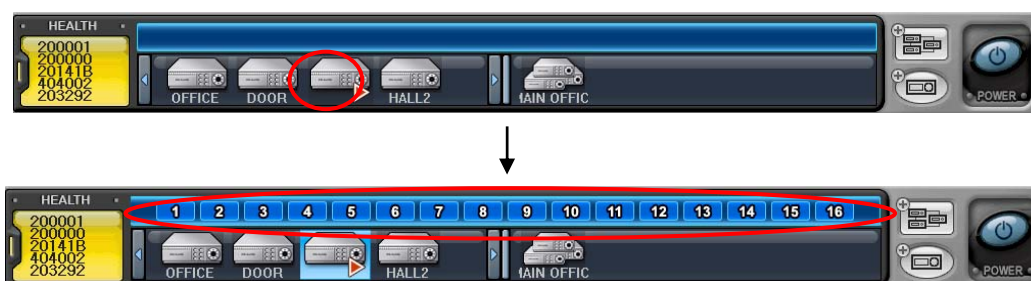 HEALTH
200001
200000
20141B
404002
203292
OFFICE DOOR HALL2 MAIN OFFIC
POWER
HEALTH
1 2 3 4 5 6 7 8 9 10 11 12 13 14 15 16
200001
200000
20141B
404002
203292
OFFICE DOOR HALL2 MAIN OFFIC
POWER